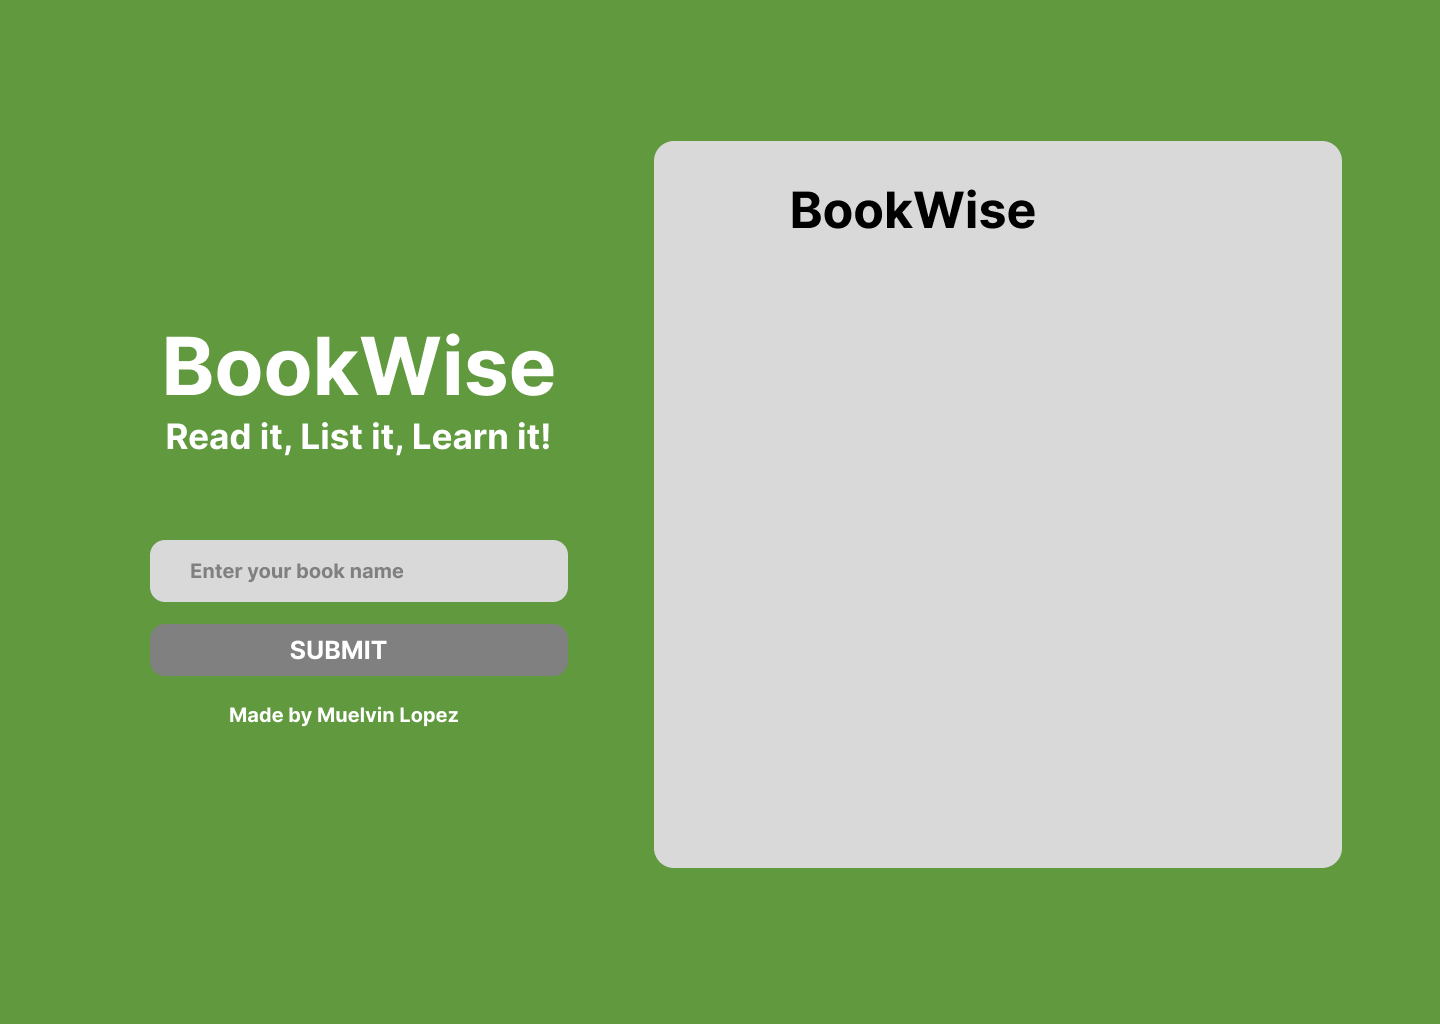 BookWise
Read it, List it, Learn it!
Enter your book name
SUBMIT
Made by Muelvin Lopez
BookWise